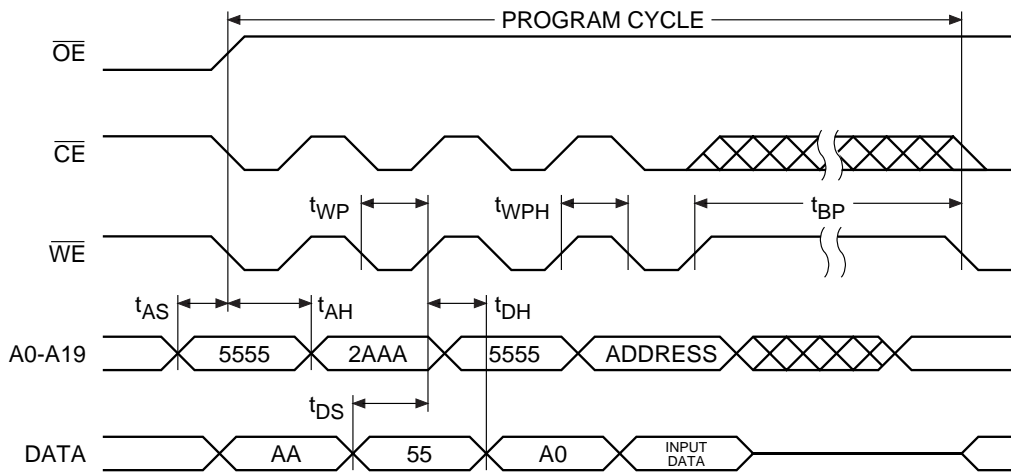 PROGRAM CYCLE
OE
CE
tWP
tWPH
tBP
WE
tAS
tAH
tDH
A0-A19
5555
2AAA
5555
ADDRESS
tDS
DATA
AA
55
A0
INPUT
DATA